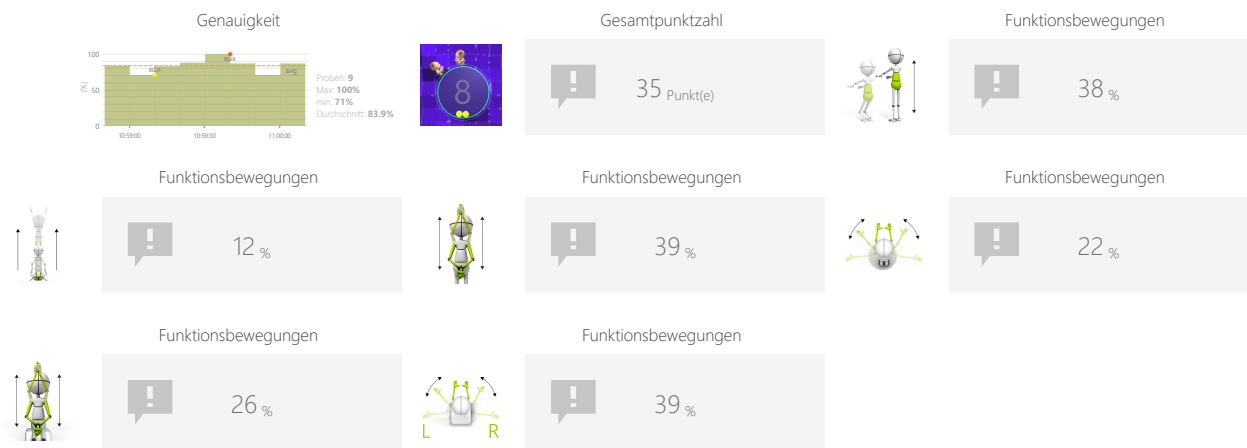 Genauigkeit
100
50
0
[%]
min
max
avg
10:59:00
10:59:30
11:00:00
Proben: 9
Max: 100%
min: 71%
Durchschnitt: 83.9%
Gesamtpunktzahl
8
35 Punkt(e)
Funktionsbewegungen
38 %
Funktionsbewegungen
12 %
Funktionsbewegungen
39 %
Funktionsbewegungen
22 %
Funktionsbewegungen
26 %
Funktionsbewegungen
L R
39 %